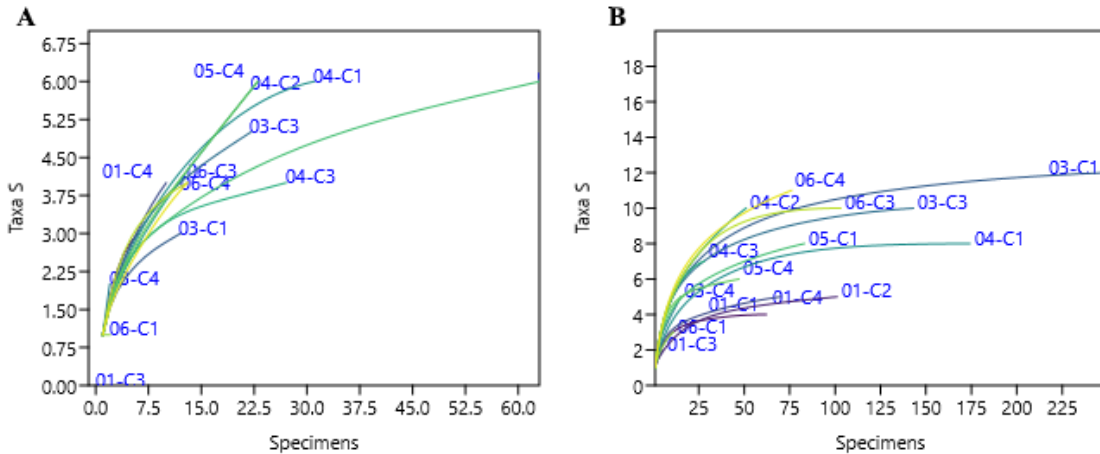 A
Taxa S
6.75
6.00
5.25
4.50
3.75
3.00
2.25
1.50
0.75
0.00
0.0
7.5
15.0
22.5
30.0
37.5
45.0
52.5
60.0
Specimens
05-C4
04-C2
04-C1
03-C3
01-C4
06-C3
06-C4
04-C3
03-C1
03-C4
06-C1
01-C3
B
Taxa S
18
16
14
12
10
8
6
4
2
0
25
50
75
100
125
150
175
200
225
Specimens
03-C1
06-C4
04-C2
06-C3
03-C3
04-C3
05-C1
04-C1
05-C4
03-C4
01-C1
01-C4
01-C2
06-C1
01-C3